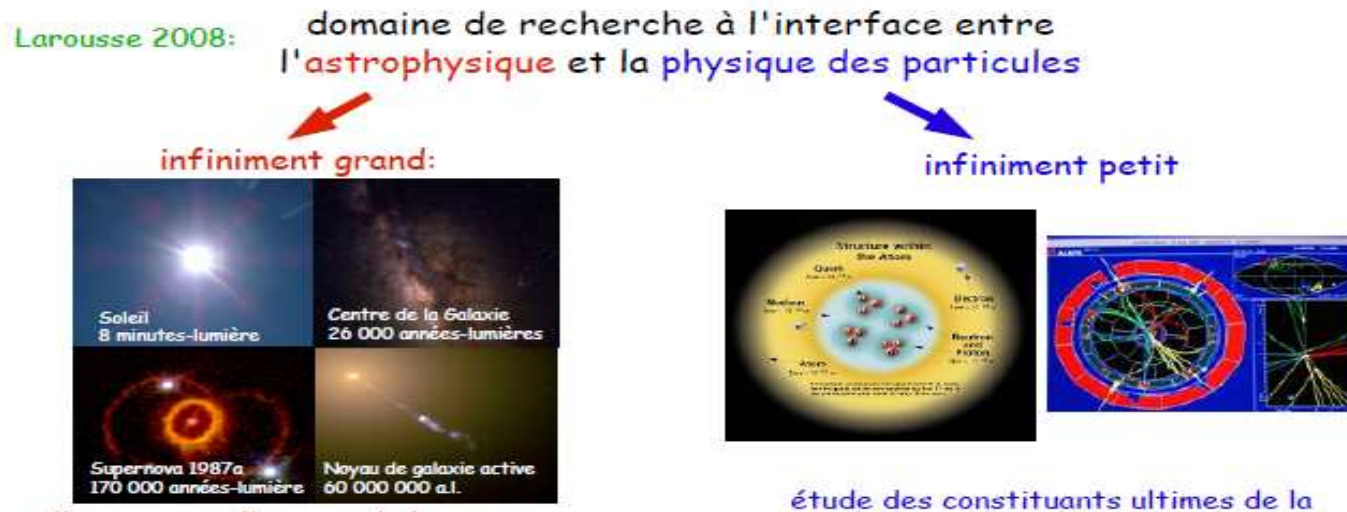 Larousse 2008:
domaine de recherche à l'interface entre
l'astrophysique et la physique des particules
infiniment grand:
infiniment petit
Soleil
8 minutes-lumière
Centre de la Galaxie
26 000 années-lumières
Supernova 1987a
170 000 années-lumière
Noyau de galaxie active
60 000 000 a.l.
Structure within
the Atom
Quark
Nucleus
Electron
Neutron
and
Proton
Atom
étude des constituants ultimes de la